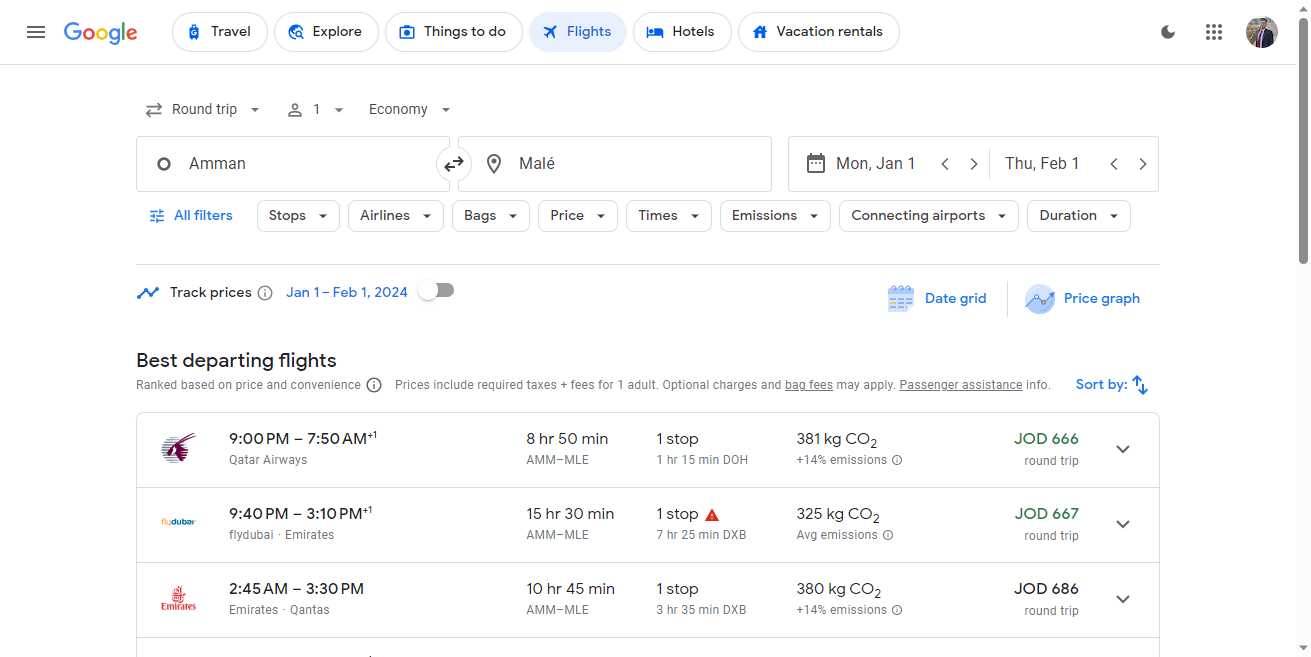 Google Travel Explore Things to do Flights Hotels Vacation rentals
Round trip 1 Economy
Amman Malé Mon, Jan 1 Thu, Feb 1
All filters Stops Airlines Bags Price Times Emissions Connecting airports Duration
Track prices Jan 1 – Feb 1, 2024 Date grid Price graph
Best departing flights
Ranked based on price and convenience Prices include required taxes + fees for 1 adult. Optional charges and bag fees may apply. Passenger assistance info. Sort by:
9:00 PM – 7:50 AM+1 8 hr 50 min 1 stop 381 kg CO2 JOD 666
Qatar Airways AMM–MLE 1 hr 15 min DOH +14% emissions round trip
flydubai 9:40 PM – 3:10 PM+1 15 hr 30 min 1 stop 325 kg CO2 JOD 667
flydubai · Emirates AMM–MLE 7 hr 25 min DXB Avg emissions round trip
2:45 AM – 3:30 PM 10 hr 45 min 1 stop 380 kg CO2 JOD 686
Emirates Emirates · Qantas AMM–MLE 3 hr 35 min DXB +14% emissions round trip